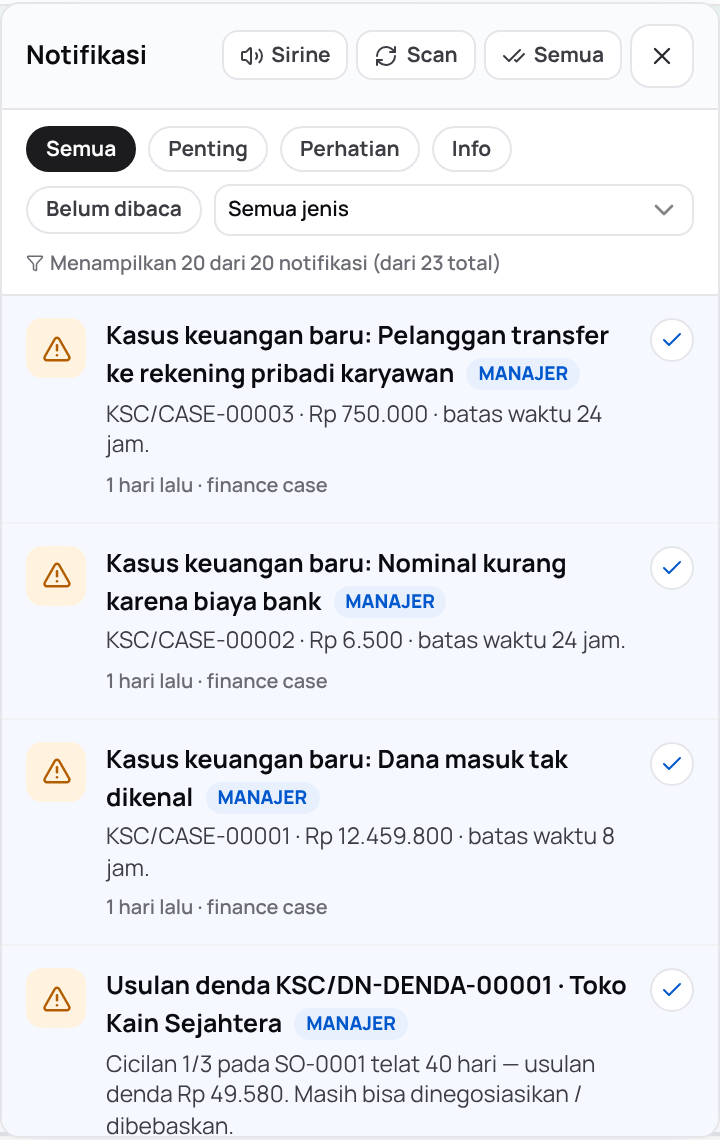 Notifikasi Sirine Scan Semua
Semua Penting Perhatian Info
Belum dibaca Semua jenis
Menampilkan 20 dari 20 notifikasi (dari 23 total)
Kasus keuangan baru: Pelanggan transfer
ke rekening pribadi karyawan MANAJER
KSC/CASE-00003 · Rp 750.000 · batas waktu 24
jam.
1 hari lalu · finance case
Kasus keuangan baru: Nominal kurang
karena biaya bank MANAJER
KSC/CASE-00002 · Rp 6.500 · batas waktu 24 jam.
1 hari lalu · finance case
Kasus keuangan baru: Dana masuk tak
dikenal MANAJER
KSC/CASE-00001 · Rp 12.459.800 · batas waktu 8
jam.
1 hari lalu · finance case
Usulan denda KSC/DN-DENDA-00001 · Toko
Kain Sejahtera MANAJER
Cicilan 1/3 pada SO-0001 telat 40 hari — usulan
denda Rp 49.580. Masih bisa dinegosiasikan /
dibebaskan.